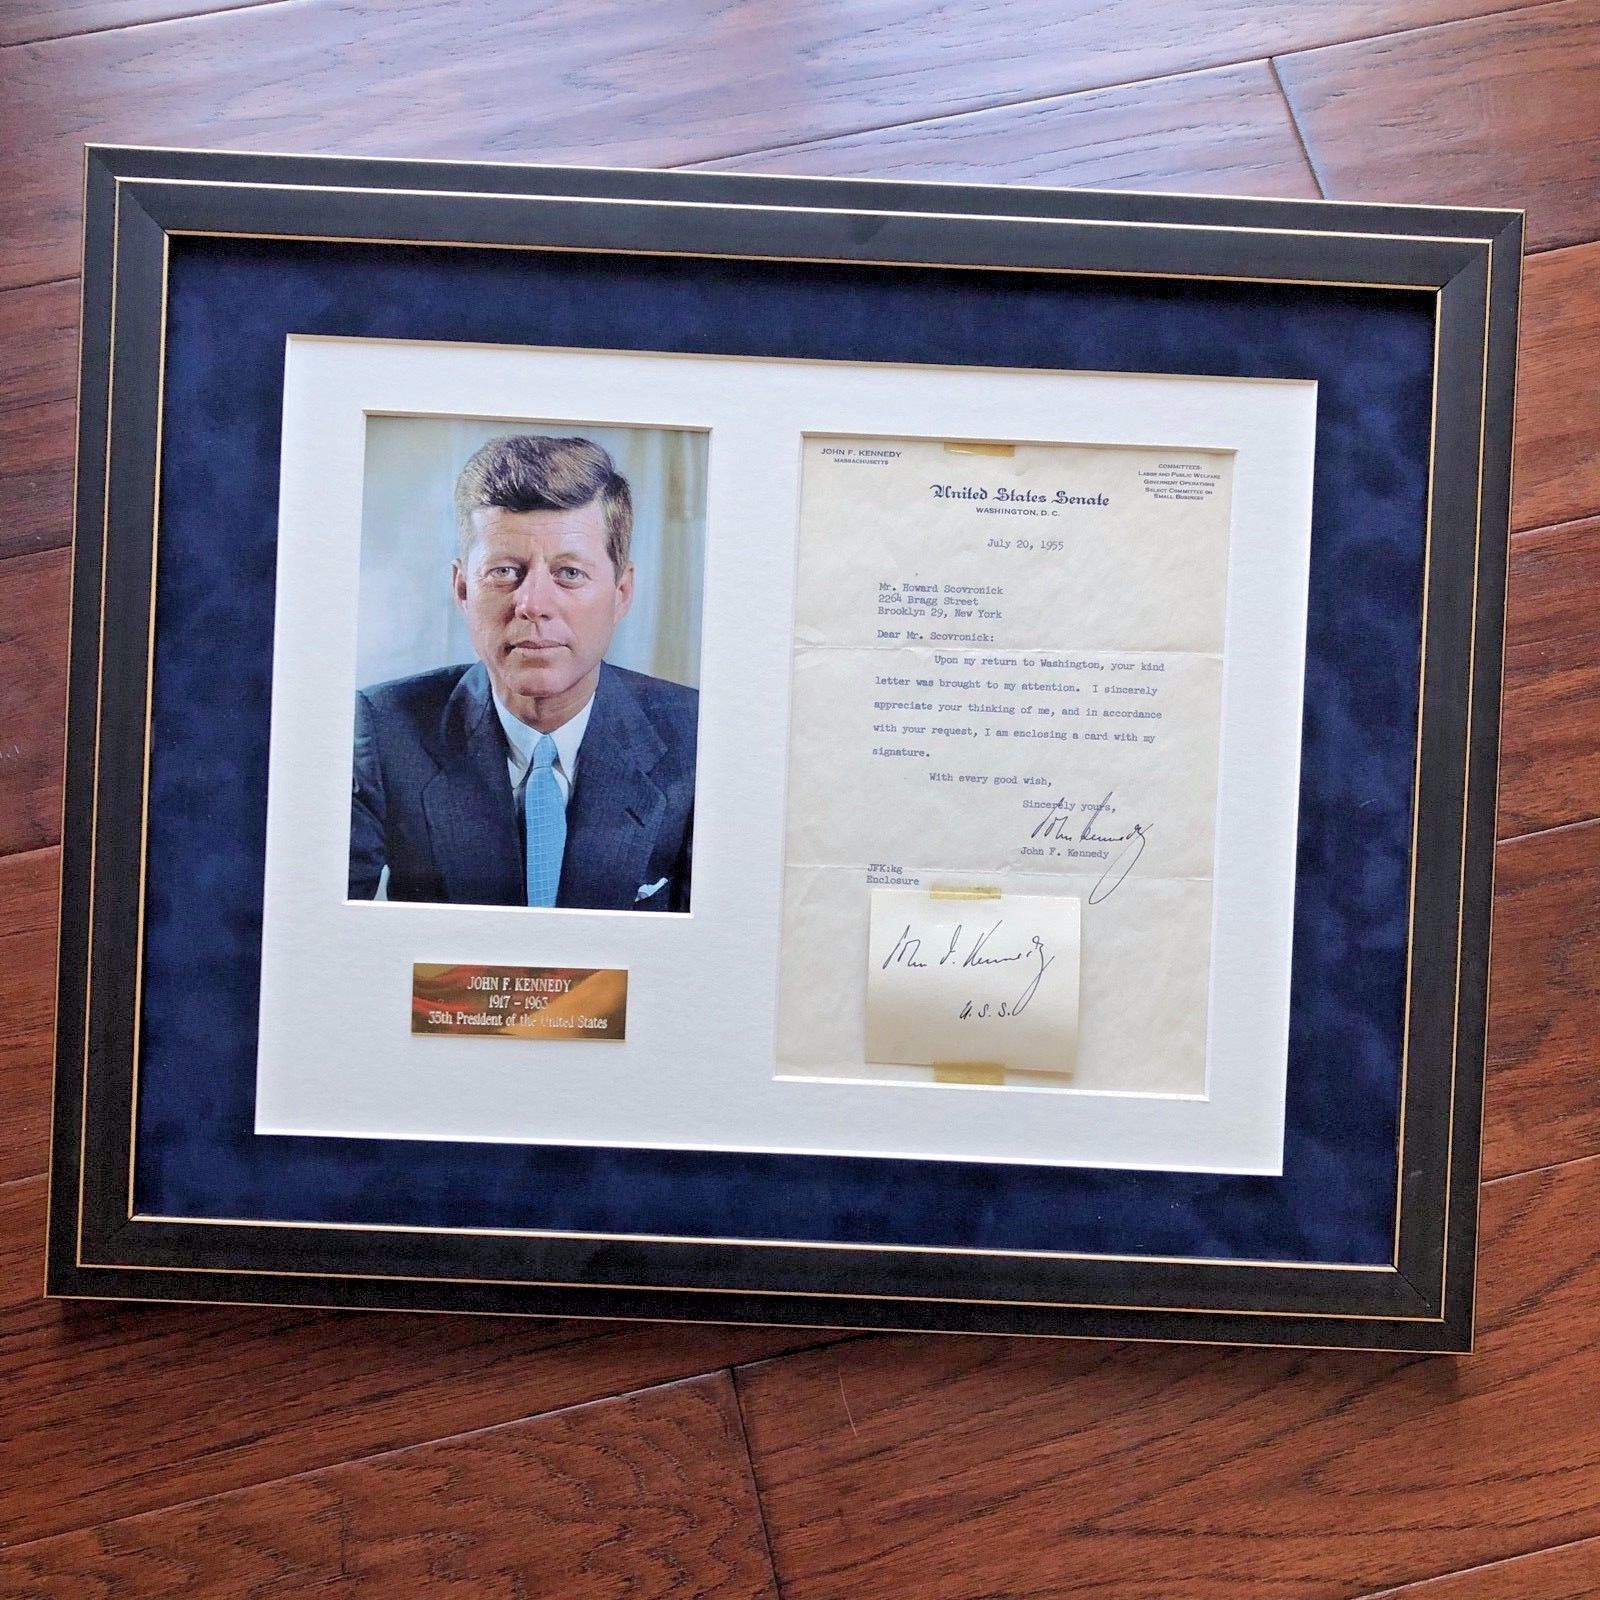 JOHN F. KENNEDY
1917 - 1963
35th President of the United States
JOHN F. KENNEDY
MASSACHUSETTS
COMMITTEES:
LABOR AND PUBLIC WELFARE
GOVERNMENT OPERATIONS
SELECT COMMITTEE ON
SMALL BUSINESS
United States Senate
WASHINGTON, D. C.
July 20, 1955
Mr. Howard Scovronick
2264 Bragg Street
Brooklyn 29, New York
Dear Mr. Scovronick:
Upon my return to Washington, your kind
letter was brought to my attention. I sincerely
appreciate your thinking of me, and in accordance
with your request, I am enclosing a card with my
signature.
With every good wish,
Sincerely yours,
John Kennedy
John F. Kennedy
JFK:kg
Enclosure
John F. Kennedy
U. S. S.